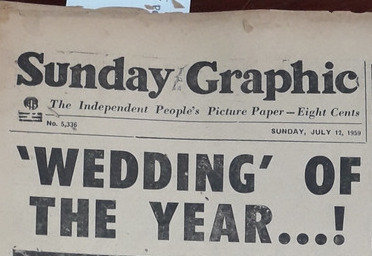 Sunday Graphic
The Independent People's Picture Paper — Eight Cents
No. 5,336
SUNDAY, JULY 12, 1959
'WEDDING' OF
THE YEAR...!